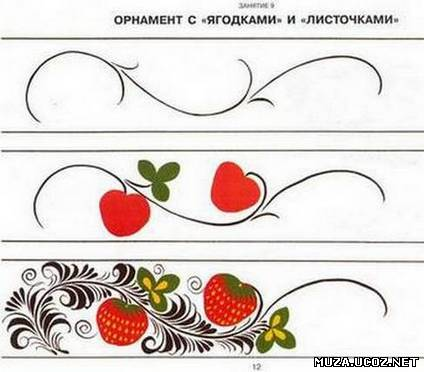 ЗАНЯТИЕ 9
ОРНАМЕНТ С «ЯГОДКАМИ» И «ЛИСТОЧКАМИ»
12
MUZA.UCOZ.NET